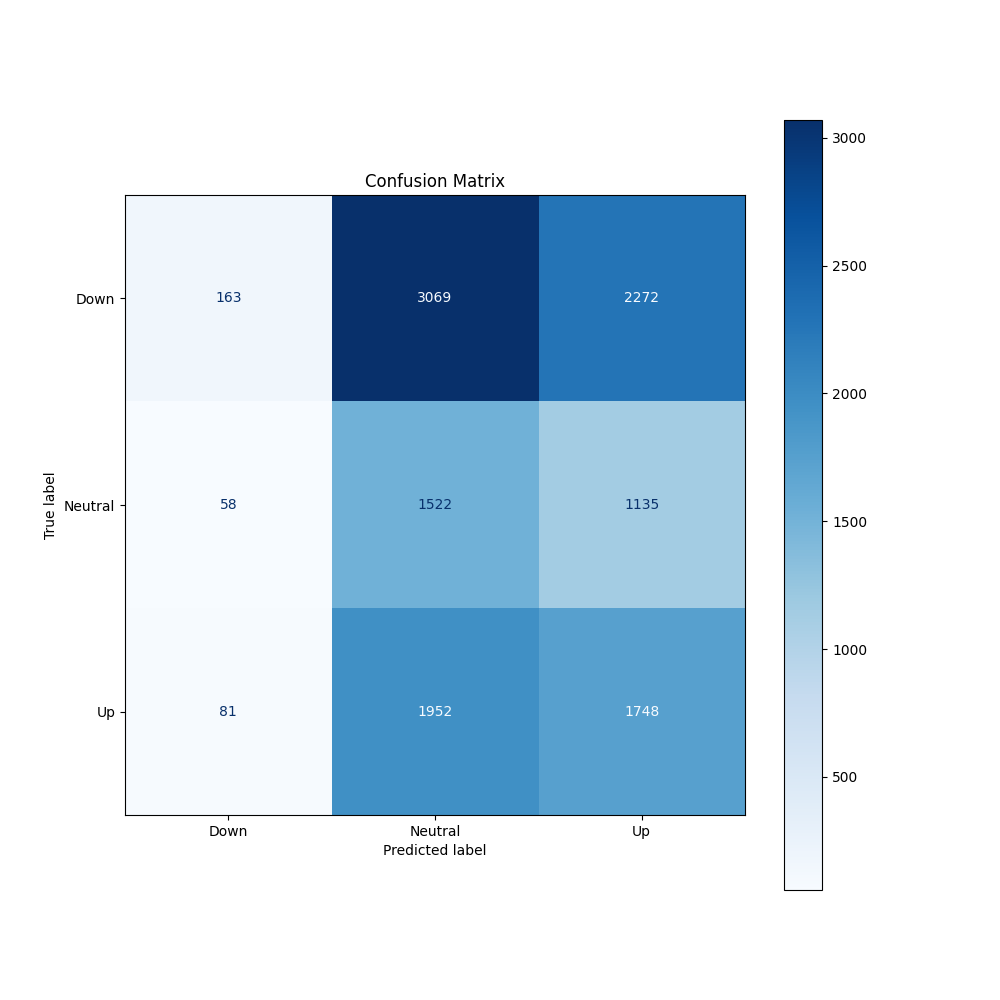 Confusion Matrix
True label
Down
163
3069
2272
Neutral
58
1522
1135
Up
81
1952
1748
Down
Neutral
Up
Predicted label
3000
2500
2000
1500
1000
500